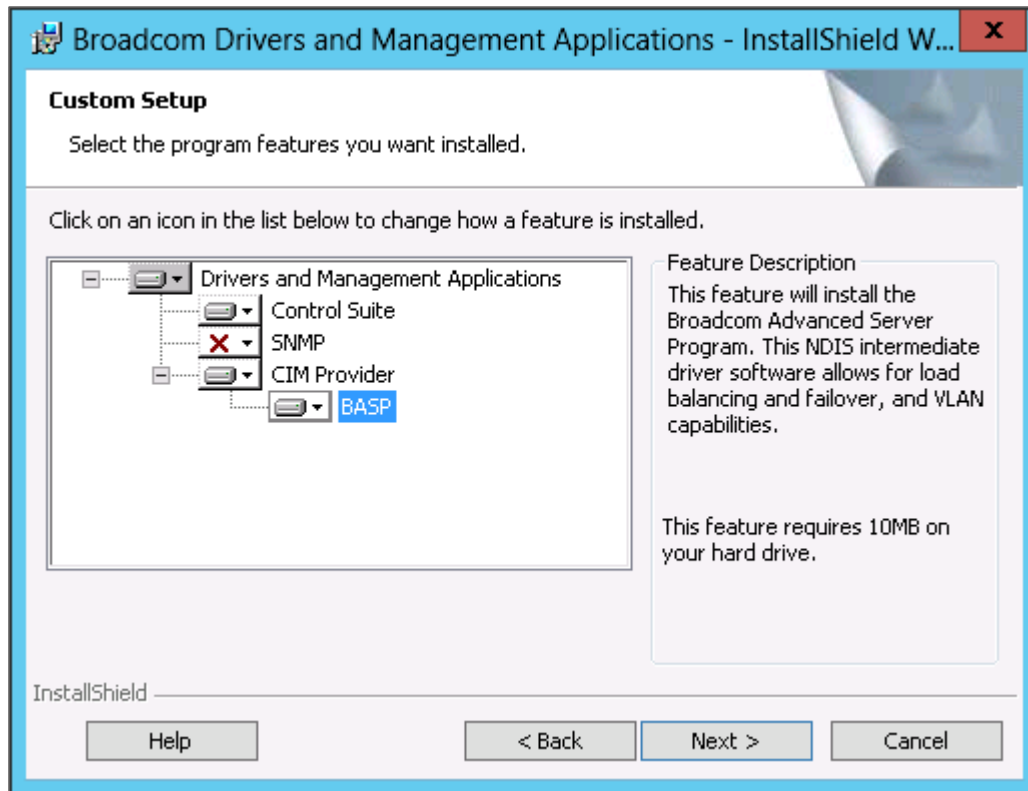 Broadcom Drivers and Management Applications - InstallShield W...
Custom Setup
Select the program features you want installed.
Click on an icon in the list below to change how a feature is installed.
Drivers and Management Applications
Control Suite
SNMP
CIM Provider
BASP
Feature Description
This feature will install the
Broadcom Advanced Server
Program. This NDIS intermediate
driver software allows for load
balancing and failover, and VLAN
capabilities.
This feature requires 10MB on
your hard drive.
InstallShield
Help
< Back
Next >
Cancel